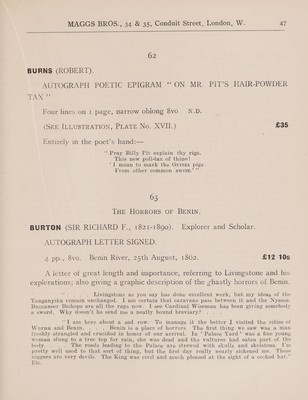 MAGGS BROS., 34 & 35, Conduit Street, London, W. 47
62
BURNS (ROBERT).
AUTOGRAPH POETIC EPIGRAM "ON MR. PIT'S HAIR-POWDER
TAX"
Four lines on 1 page, narrow oblong 8vo N.D.
(SEE ILLUSTRATION, PLATE NO. XVII.) £35
Entirely in the poet's hand:—
"Pray Billy Pit explain thy rigs,
This new poll-tax of thine!
'I mean to mark the GUINEA pigs
From other common swine.'"
63
THE HORRORS OF BENIN.
BURTON (SIR RICHARD F., 1821-1890). Explorer and Scholar.
AUTOGRAPH LETTER SIGNED.
4 pp., 8vo. Benin River, 25th August, 1862. £12 10s
A letter of great length and importance, referring to Livingstone and his
explorations; also giving a graphic description of the ghastly horrors of Benin.
". . . Livingstone as you say has done excellent work, but my ideas of the
Tanganyika remain unchanged. I am certain that caravans pass between it and the Nyassa.
are all the rage now. I see Cardinal Wiseman has been giving somebody
a sword. Why doesn't he send me a neatly bound breviary? . . .
"I am here about a and row. To manage it the better I visited the cities of
Warun and Benin. . . . Benin is a place of horrors The first thing we saw was a man
freshly strangled and crucified in honour of our arrival. In 'Palace Yard' was a fine young
woman along to a tree top for rain, she was dead and the vultures had eaten part of the
body. . . . The roads leading to the Palace are strewed with skulls and skeletons. I'm
pretty well used to that sort of thing, but the first day really nearly sickened me. These
niggers are very devils. The King was civil and much pleased at the sight of a cocked hat."
Etc.